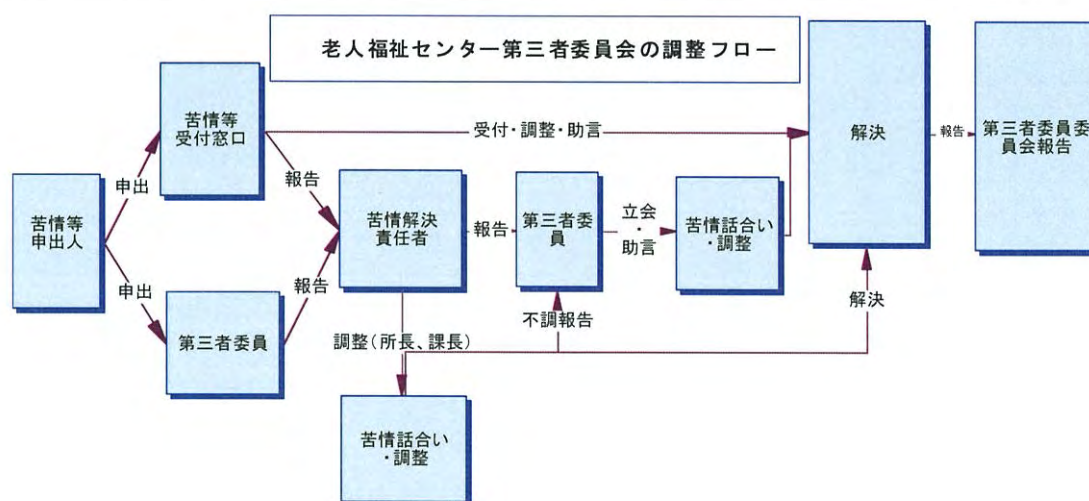 老人福祉センター第三者委員会の調整フロー
苦情等
申出人
申出
申出
苦情等
受付窓口
第三者委員
受付・調整・助言
報告
報告
苦情解決
責任者
報告
第三者委
員
立会
・
助言
苦情話合い
・調整
調整(所長、課長)
不調報告
解決
苦情話合い
・調整
解決
報告
第三者委員委
員会報告